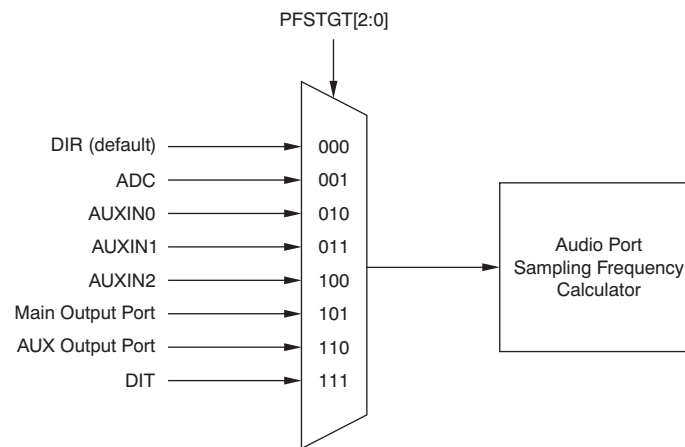 PFSTGT[2:0]
DIR (default) 000
ADC 001
AUXIN0 010
AUXIN1 011
AUXIN2 100
Main Output Port 101
AUX Output Port 110
DIT 111
Audio Port
Sampling Frequency
Calculator